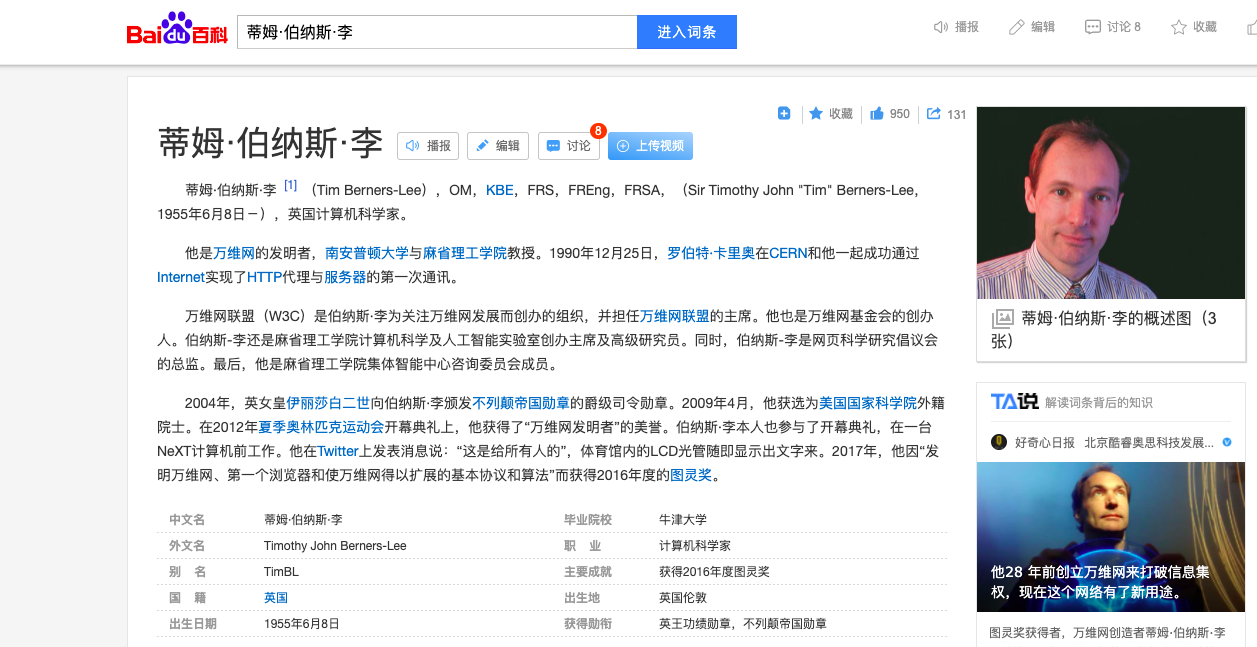 Bai du 百科
蒂姆·伯纳斯·李
进入词条
播报
编辑
讨论 8
收藏
收藏
950
131
蒂姆·伯纳斯·李
播报
编辑
讨论
8
上传视频
蒂姆·伯纳斯·李 [1] （Tim Berners-Lee），OM，KBE，FRS，FREng，FRSA，（Sir Timothy John "Tim" Berners-Lee，
1955年6月8日－），英国计算机科学家。
他是万维网的发明者，南安普顿大学与麻省理工学院教授。1990年12月25日，罗伯特·卡里奥在CERN和他一起成功通过
Internet实现了HTTP代理与服务器的第一次通讯。
万维网联盟（W3C）是伯纳斯·李为关注万维网发展而创办的组织，并担任万维网联盟的主席。他也是万维网基金会的创办
人。伯纳斯-李还是麻省理工学院计算机科学及人工智能实验室创办主席及高级研究员。同时，伯纳斯-李是网页科学研究倡议会
的总监。最后，他是麻省理工学院集体智能中心咨询委员会成员。
2004年，英女皇伊丽莎白二世向伯纳斯·李颁发不列颠帝国勋章的爵级司令勋章。2009年4月，他获选为美国国家科学院外籍
院士。在2012年夏季奥林匹克运动会开幕典礼上，他获得了“万维网发明者”的美誉。伯纳斯·李本人也参与了开幕典礼，在一台
NeXT计算机前工作。他在Twitter上发表消息说：“这是给所有人的”，体育馆内的LCD光管随即显示出文字来。2017年，他因“发
明万维网、第一个浏览器和使万维网得以扩展的基本协议和算法”而获得2016年度的图灵奖。
中文名 蒂姆·伯纳斯·李 毕业院校 牛津大学
外文名 Timothy John Berners-Lee 职 业 计算机科学家
别 名 TimBL 主要成就 获得2016年度图灵奖
国 籍 英国 出生地 英国伦敦
出生日期 1955年6月8日 获得勋衔 英王功绩勋章，不列颠帝国勋章
蒂姆·伯纳斯·李的概述图（3
张）
TA说 解读词条背后的知识
好奇心日报 北京酷睿奥思科技发展...
他28 年前创立万维网来打破信息集
权，现在这个网络有了新用途。
图灵奖获得者，万维网创造者蒂姆·伯纳斯·李